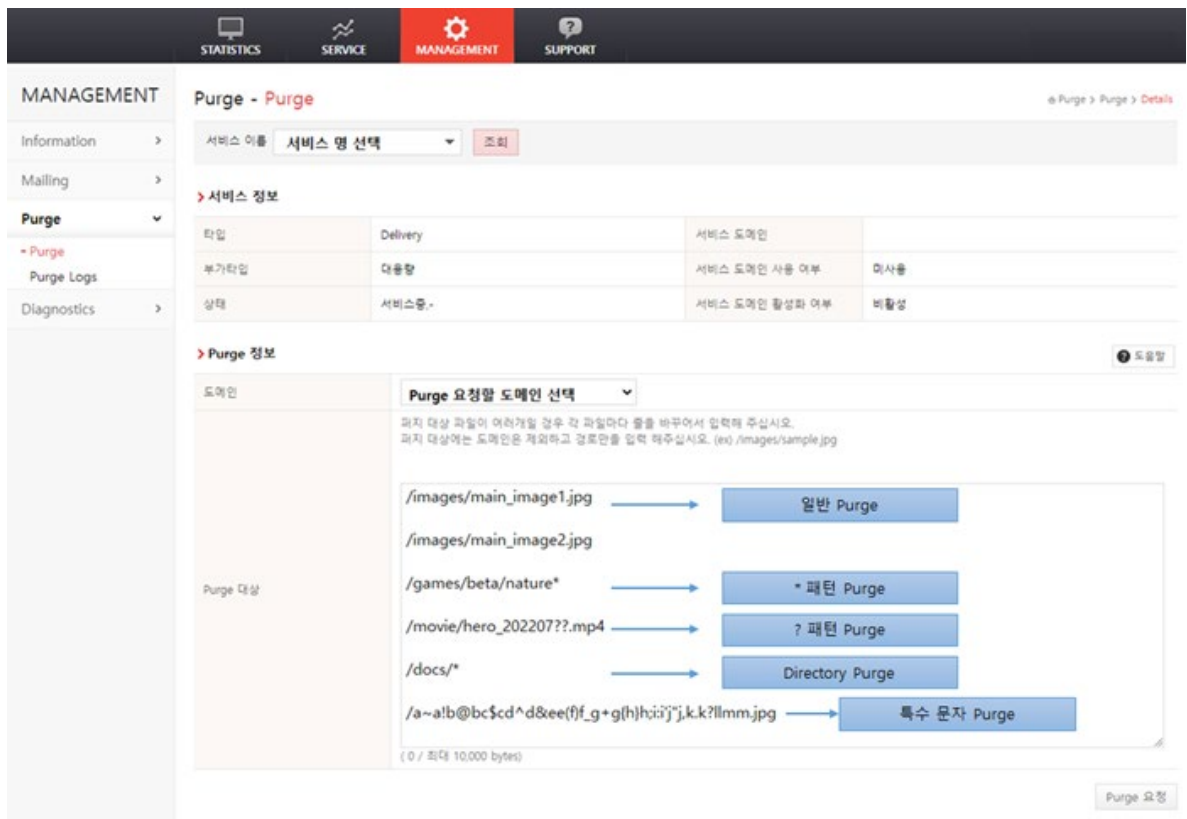 STATISTICS SERVICE MANAGEMENT SUPPORT
MANAGEMENT
Information
Mailing
Purge
Purge
Purge Logs
Diagnostics
Purge - Purge
Purge > Purge > Details
서비스 이름 서비스 명 선택 조회
서비스 정보
타입 Delivery 서비스 도메인
부가타입 대용량 서비스 도메인 사용 여부 미사용
상태 서비스중.- 서비스 도메인 활성화 여부 비활성
Purge 정보
? 도움말
도메인 Purge 요청할 도메인 선택
퍼지 대상 파일이 여러개일 경우 각 파일마다 줄을 바꾸어서 입력해 주십시오.
퍼지 대상에는 도메인은 제외하고 경로만을 입력 해주십시오. (ex) /images/sample.jpg
Purge 대상
/images/main_image1.jpg 일반 Purge
/images/main_image2.jpg
/games/beta/nature* * 패턴 Purge
/movie/hero_202207??.mp4 ? 패턴 Purge
/docs/* Directory Purge
/a~a!b@bc$cd^d&ee(f)f_g+g{h}h;i:i'j"j,k.k?llmm.jpg 특수 문자 Purge
( 0 / 최대 10,000 bytes)
Purge 요청